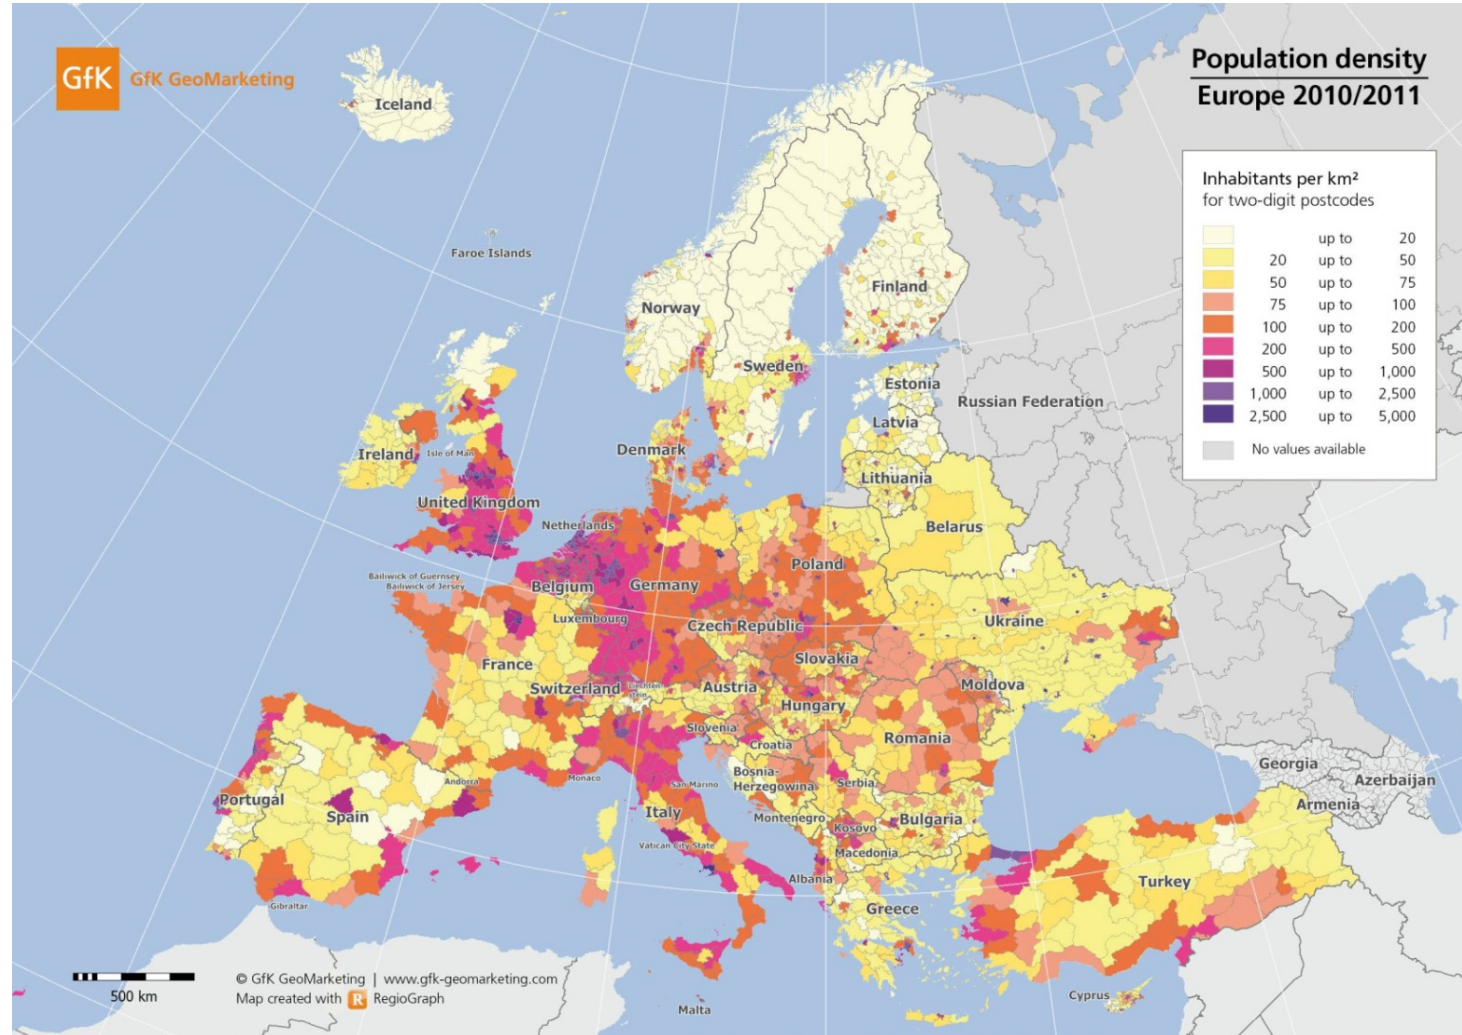 GfK GfK GeoMarketing
Population density
Europe 2010/2011
Inhabitants per km²
for two-digit postcodes
up to 20
20 up to 50
50 up to 75
75 up to 100
100 up to 200
200 up to 500
500 up to 1,000
1,000 up to 2,500
2,500 up to 5,000
No values available
Iceland
Faroe Islands
Norway
Finland
Sweden
Estonia
Russian Federation
Latvia
Denmark
Ireland
Isle of Man
Lithuania
United Kingdom
Netherlands
Belarus
Bailiwick of Guernsey
Bailiwick of Jersey
Belgium
Germany
Poland
Luxembourg
Czech Republic
Ukraine
France
Slovakia
Switzerland
Liechten-
stein
Austria
Moldova
Hungary
Slovenia
Croatia
Romania
Monaco
Andorra
San Marino
Bosnia-
Herzegowina
Serbia
Georgia
Azerbaijan
Armenia
Portugal
Spain
Italy
Montenegro
Kosovo
Bulgaria
Vatican City State
Macedonia
Albania
Turkey
Gibraltar
Greece
Cyprus
Malta
500 km
© GfK GeoMarketing | www.gfk-geomarketing.com
Map created with R RegioGraph